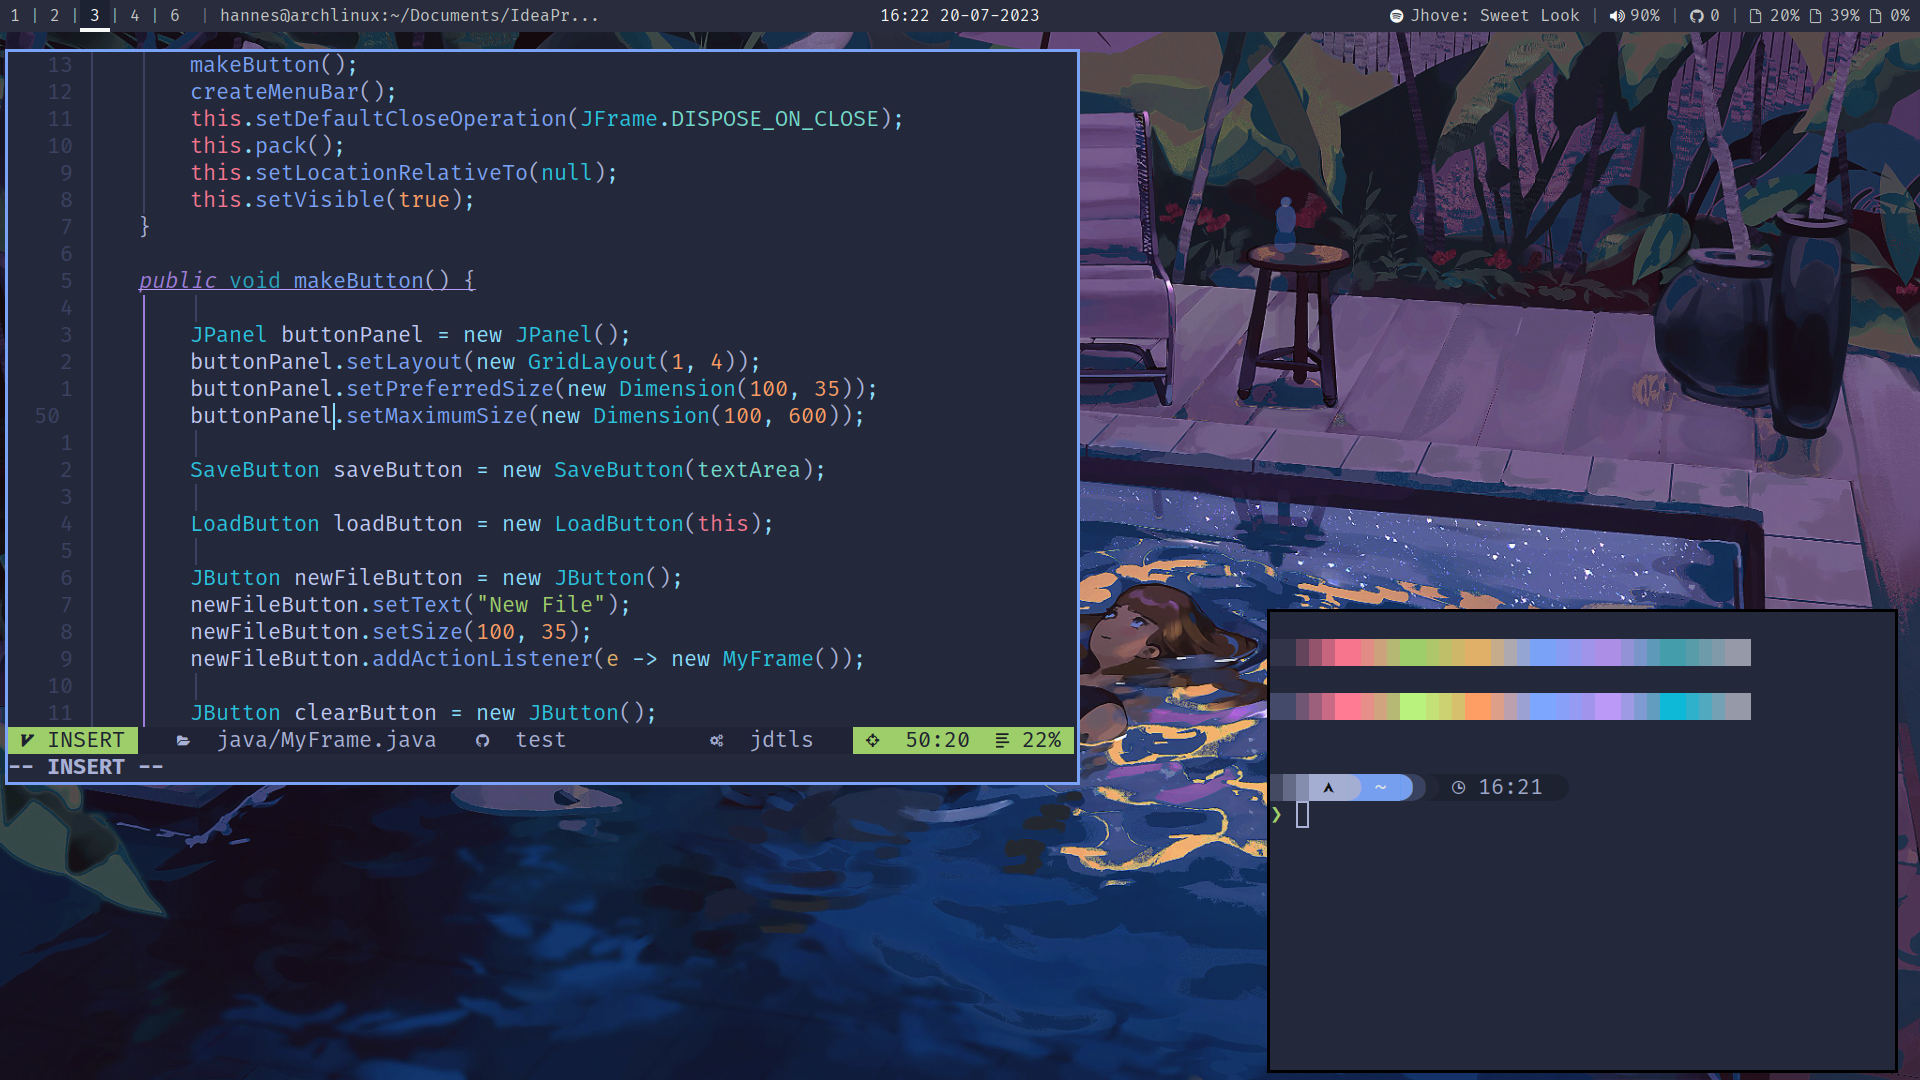 1 | 2 | 3 | 4 | 6 | hannes@archlinux:~/Documents/IdeaPr...
16:22 20-07-2023
Jhove: Sweet Look | 90% | 0 | 20% 39% 0%
13 makeButton();
12 createMenuBar();
11 this.setDefaultCloseOperation(JFrame.DISPOSE_ON_CLOSE);
10 this.pack();
9 this.setLocationRelativeTo(null);
8 this.setVisible(true);
7 }
6
5 public void makeButton() {
4
3 JPanel buttonPanel = new JPanel();
2 buttonPanel.setLayout(new GridLayout(1, 4));
1 buttonPanel.setPreferredSize(new Dimension(100, 35));
50 buttonPanel.setMaximumSize(new Dimension(100, 600));
1
2 SaveButton saveButton = new SaveButton(textArea);
3
4 LoadButton loadButton = new LoadButton(this);
5
6 JButton newFileButton = new JButton();
7 newFileButton.setText("New File");
8 newFileButton.setSize(100, 35);
9 newFileButton.addActionListener(e -> new MyFrame());
10
11 JButton clearButton = new JButton();
INSERT java/MyFrame.java test jdtls 50:20 22%
-- INSERT --
~ 16:21
❯